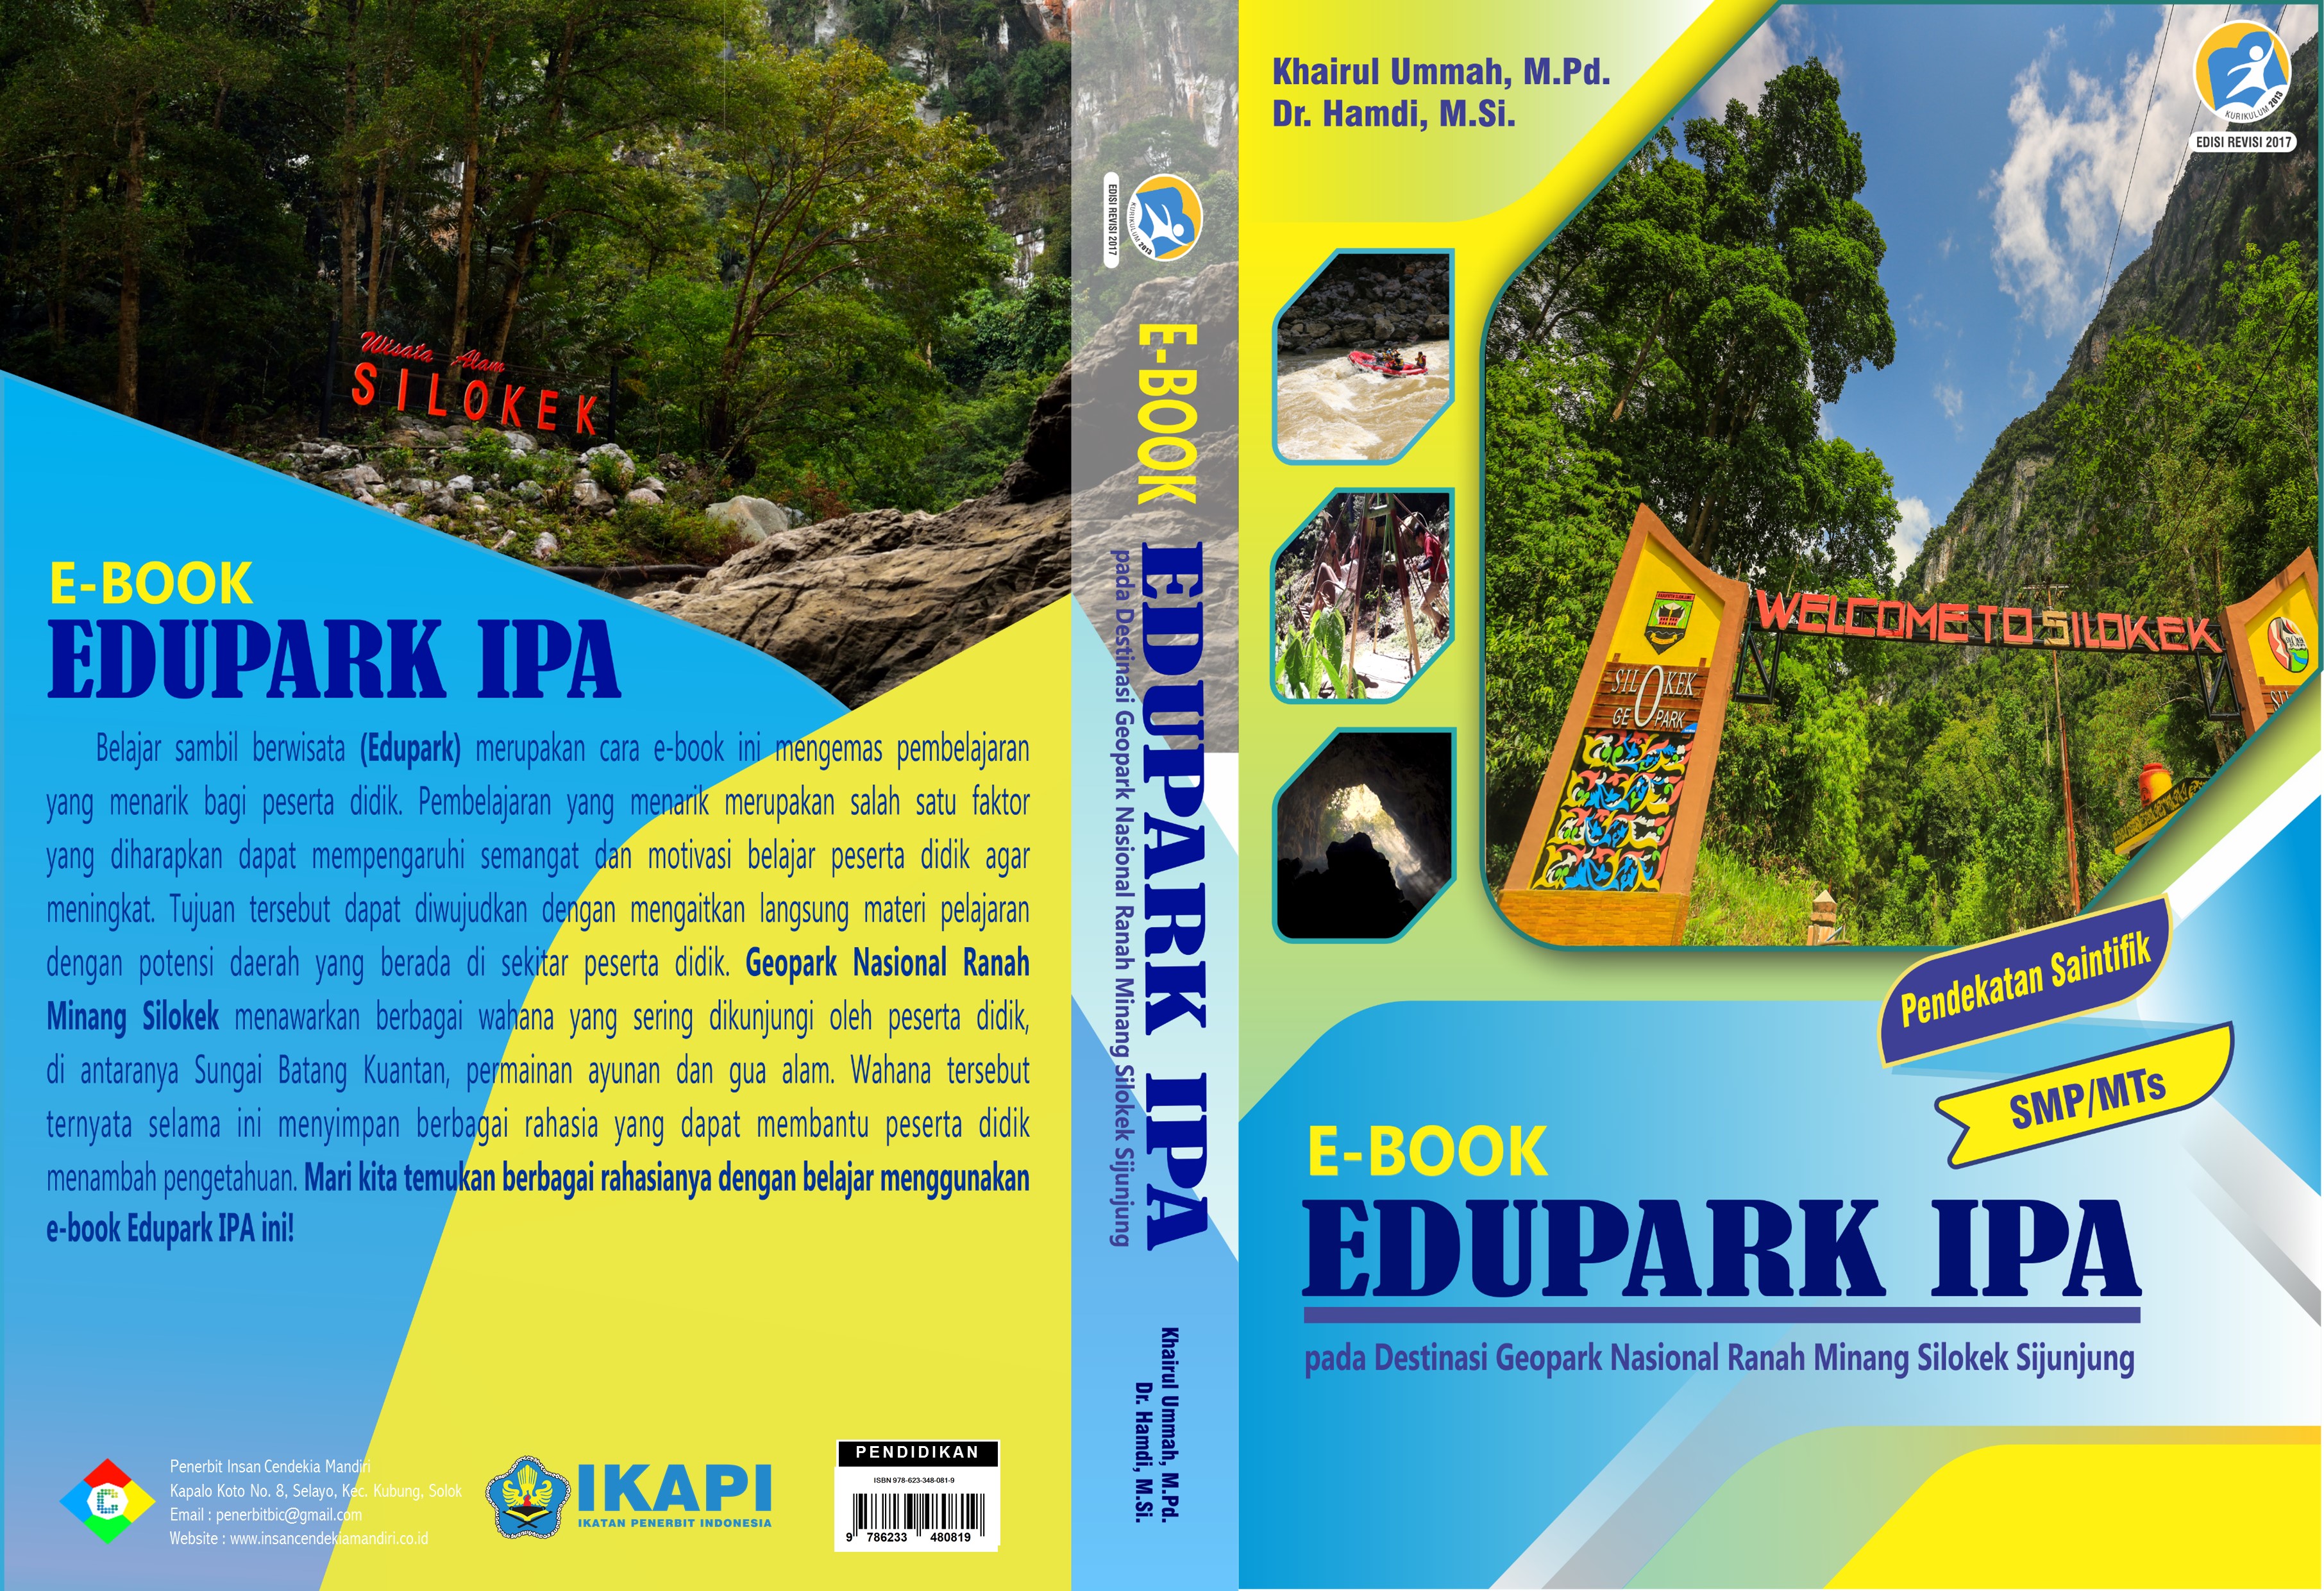 Wisata Alam
SILOKEK
E-BOOK
EDUPARK IPA
Belajar sambil berwisata (Edupark) merupakan cara e-book ini mengemas pembelajaran
yang menarik bagi peserta didik. Pembelajaran yang menarik merupakan salah satu faktor
yang diharapkan dapat mempengaruhi semangat dan motivasi belajar peserta didik agar
meningkat. Tujuan tersebut dapat diwujudkan dengan mengaitkan langsung materi pelajaran
dengan potensi daerah yang berada di sekitar peserta didik. Geopark Nasional Ranah
Minang Silokek menawarkan berbagai wahana yang sering dikunjungi oleh peserta didik,
di antaranya Sungai Batang Kuantan, permainan ayunan dan gua alam. Wahana tersebut
ternyata selama ini menyimpan berbagai rahasia yang dapat membantu peserta didik
menambah pengetahuan. Mari kita temukan berbagai rahasianya dengan belajar menggunakan
e-book Edupark IPA ini!
Penerbit Insan Cendekia Mandiri
Kapalo Koto No. 8, Selayo, Kec. Kubung, Solok
Email : penerbitbic@gmail.com
Website : www.insancendekiamandiri.co.id
IKAPI
IKATAN PENERBIT INDONESIA
PENDIDIKAN
ISBN 978-623-348-081-9
9 786233 480819
KURIKULUM 2013
EDISI REVISI 2017
E-BOOK
EDUPARK IPA
pada Destinasi Geopark Nasional Ranah Minang Silokek Sijunjung
Khairul Ummah, M.Pd.
Dr. Hamdi, M.Si.
Khairul Ummah, M.Pd.
Dr. Hamdi, M.Si.
KURIKULUM 2013
EDISI REVISI 2017
WELCOME TO SILOKEK
SILOKEK
GEOPARK
Pendekatan Saintifik
SMP/MTs
E-BOOK
EDUPARK IPA
pada Destinasi Geopark Nasional Ranah Minang Silokek Sijunjung